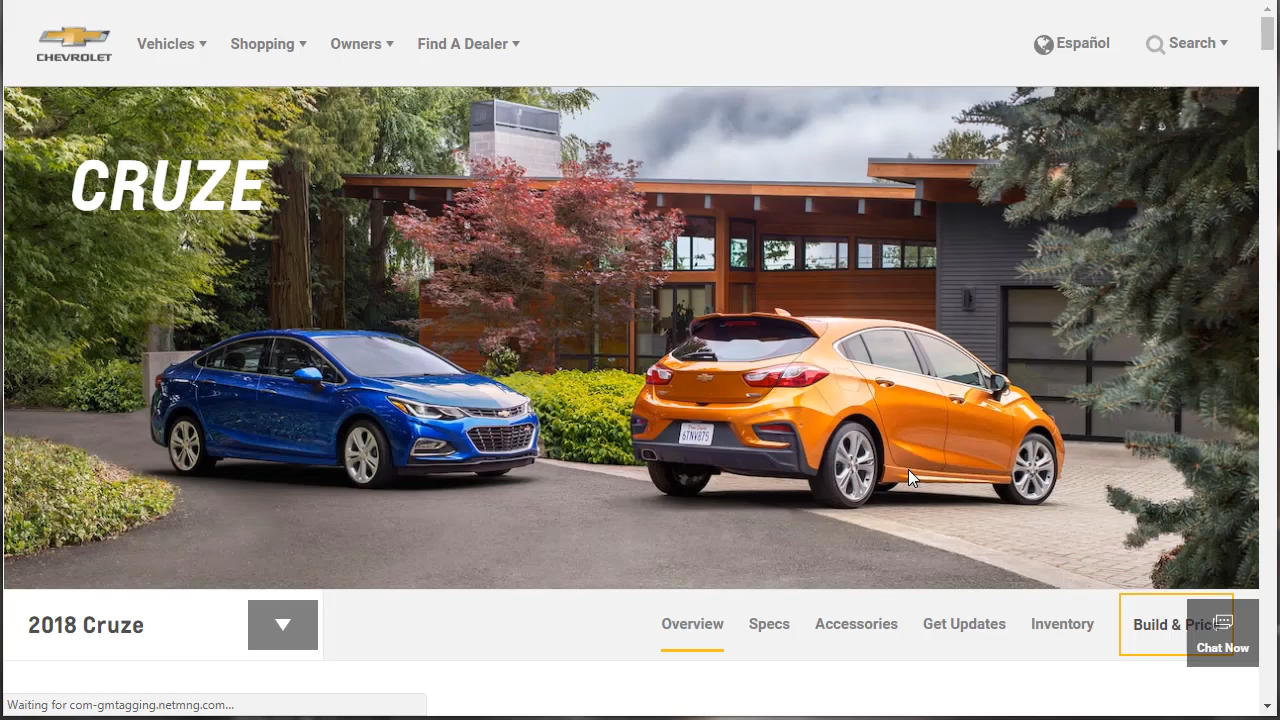 CHEVROLET
Vehicles
Shopping
Owners
Find A Dealer
Español
Search
CRUZE
6TNV875
2018 Cruze
Overview
Specs
Accessories
Get Updates
Inventory
Build & Pric
Chat Now
Waiting for com-gmtagging.netmng.com...